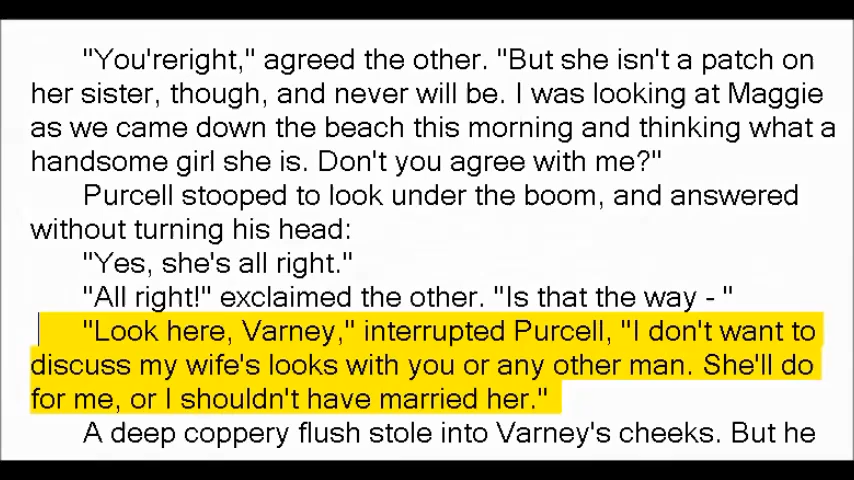 "You'reright," agreed the other. "But she isn't a patch on
her sister, though, and never will be. I was looking at Maggie
as we came down the beach this morning and thinking what a
handsome girl she is. Don't you agree with me?"
Purcell stooped to look under the boom, and answered
without turning his head:
"Yes, she's all right."
"All right!" exclaimed the other. "Is that the way - "
"Look here, Varney," interrupted Purcell, "I don't want to
discuss my wife's looks with you or any other man. She'll do
for me, or I shouldn't have married her."
A deep coppery flush stole into Varney's cheeks. But he